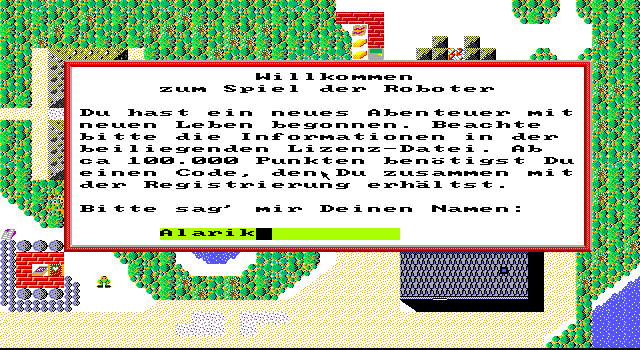 Willkommen
zum Spiel der Roboter
Du hast ein neues Abenteuer mit
neuen Leben begonnen. Beachte
bitte die Informationen in der
beiliegenden Lizenz-Datei. Ab
ca 100.000 Punkten benötigst Du
einen Code, den Du zusammen mit
der Registrierung erhältst.
Bitte sag' mir Deinen Namen:
Alarik